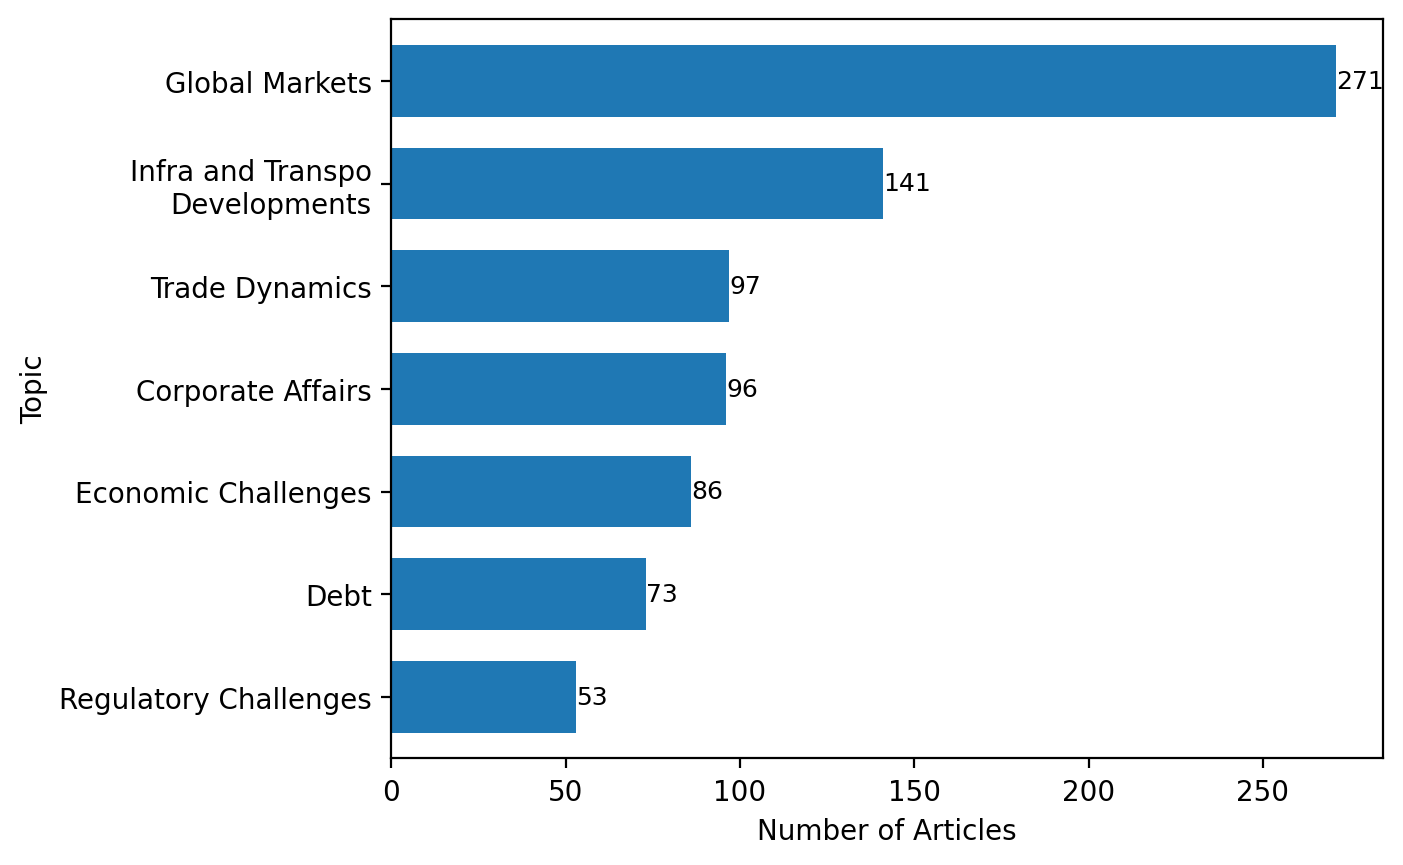 Global Markets
271
Infra and Transpo
Developments
141
Trade Dynamics
97
Corporate Affairs
96
Economic Challenges
86
Debt
73
Regulatory Challenges
53
Topic
0
50
100
150
200
250
Number of Articles